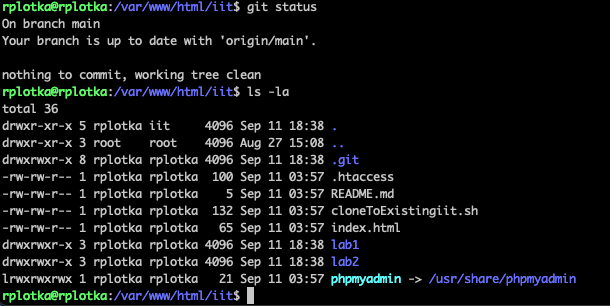 rplotka@rplotka:/var/www/html/iit$ git status
On branch main
Your branch is up to date with 'origin/main'.

nothing to commit, working tree clean
rplotka@rplotka:/var/www/html/iit$ ls -la
total 36
drwxr-xr-x 5 rplotka iit     4096 Sep 11 18:38 .
drwxr-xr-x 3 root    root    4096 Aug 27 15:08 ..
drwxrwxr-x 8 rplotka rplotka 4096 Sep 11 18:38 .git
-rw-rw-r-- 1 rplotka rplotka  100 Sep 11 03:57 .htaccess
-rw-rw-r-- 1 rplotka rplotka    5 Sep 11 03:57 README.md
-rw-rw-r-- 1 rplotka rplotka  132 Sep 11 03:57 cloneToExistingiit.sh
-rw-rw-r-- 1 rplotka rplotka   65 Sep 11 03:57 index.html
drwxrwxr-x 3 rplotka rplotka 4096 Sep 11 18:38 lab1
drwxrwxr-x 3 rplotka rplotka 4096 Sep 11 18:38 lab2
lrwxrwxrwx 1 rplotka rplotka   21 Sep 11 03:57 phpmyadmin -> /usr/share/phpmyadmin
rplotka@rplotka:/var/www/html/iit$